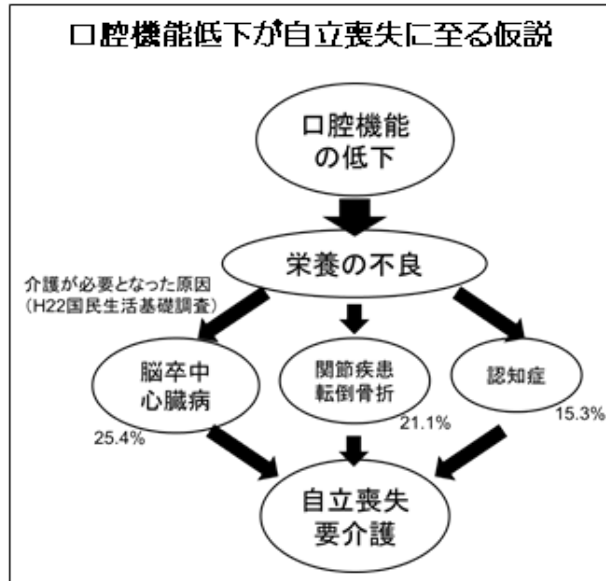 口腔機能低下が自立喪失に至る仮説
口腔機能
の低下
栄養の不良
介護が必要となった原因
（H22国民生活基礎調査）
脳卒中
心臓病
25.4%
関節疾患
転倒骨折
21.1%
認知症
15.3%
自立喪失
要介護